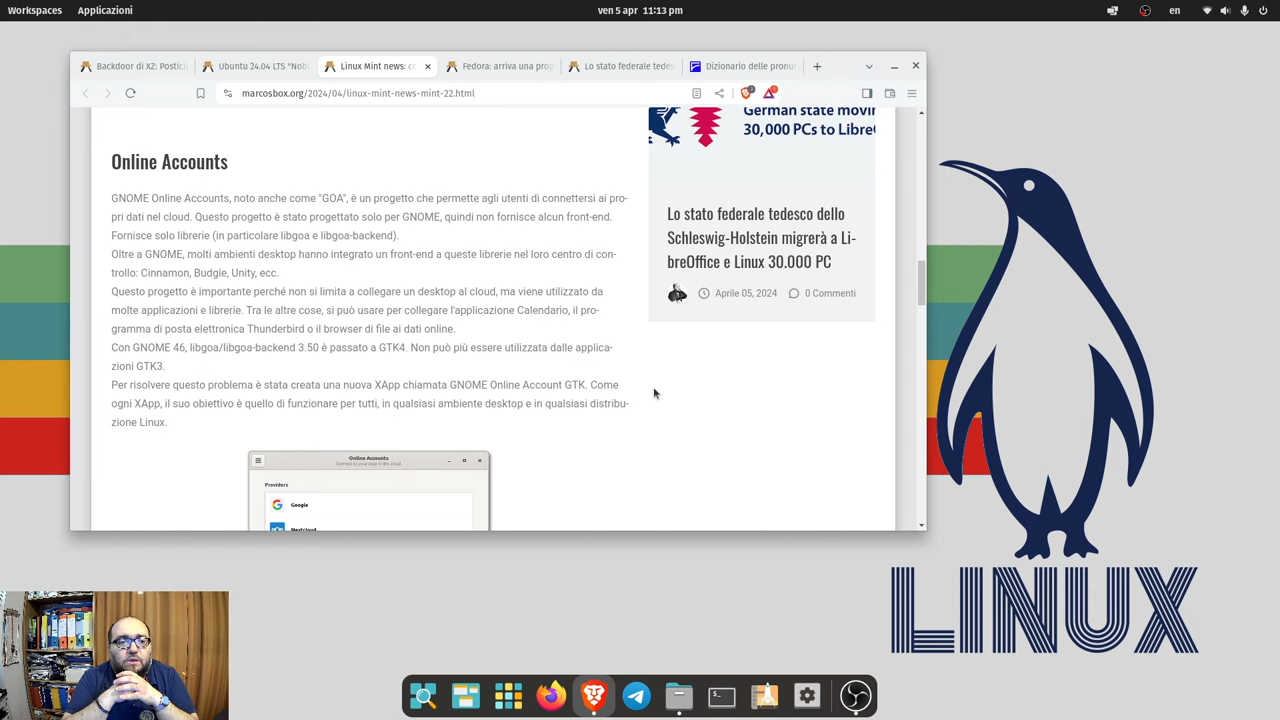 Workspaces Applicazioni ven 5 apr 11:13 pm en
Backdoor di XZ: Postici Ubuntu 24.04 LTS "Nobl Linux Mint news: co Fedora: arriva una prop Lo stato federale tedes Dizionario delle pronun
marcosbox.org/2024/04/linux-mint-news-mint-22.html
German state movin
30,000 PCs to Libre
Online Accounts
GNOME Online Accounts, noto anche come "GOA", è un progetto che permette agli utenti di connettersi ai pro-
pri dati nel cloud. Questo progetto è stato progettato solo per GNOME, quindi non fornisce alcun front-end.
Fornisce solo librerie (in particolare libgoa e libgoa-backend).
Oltre a GNOME, molti ambienti desktop hanno integrato un front-end a queste librerie nel loro centro di con-
trollo: Cinnamon, Budgie, Unity, ecc.
Questo progetto è importante perché non si limita a collegare un desktop al cloud, ma viene utilizzato da
molte applicazioni e librerie. Tra le altre cose, si può usare per collegare l'applicazione Calendario, il pro-
gramma di posta elettronica Thunderbird o il browser di file ai dati online.
Con GNOME 46, libgoa/libgoa-backend 3.50 è passato a GTK4. Non può più essere utilizzata dalle applica-
zioni GTK3.
Per risolvere questo problema è stata creata una nuova XApp chiamata GNOME Online Account GTK. Come
ogni XApp, il suo obiettivo è quello di funzionare per tutti, in qualsiasi ambiente desktop e in qualsiasi distribu-
zione Linux.
Online Accounts
Connect to your data in the cloud
Providers
Google
Nextcloud
Lo stato federale tedesco dello
Schleswig-Holstein migrerà a Li-
breOffice e Linux 30.000 PC
Aprile 05, 2024 0 Commenti
LINUX